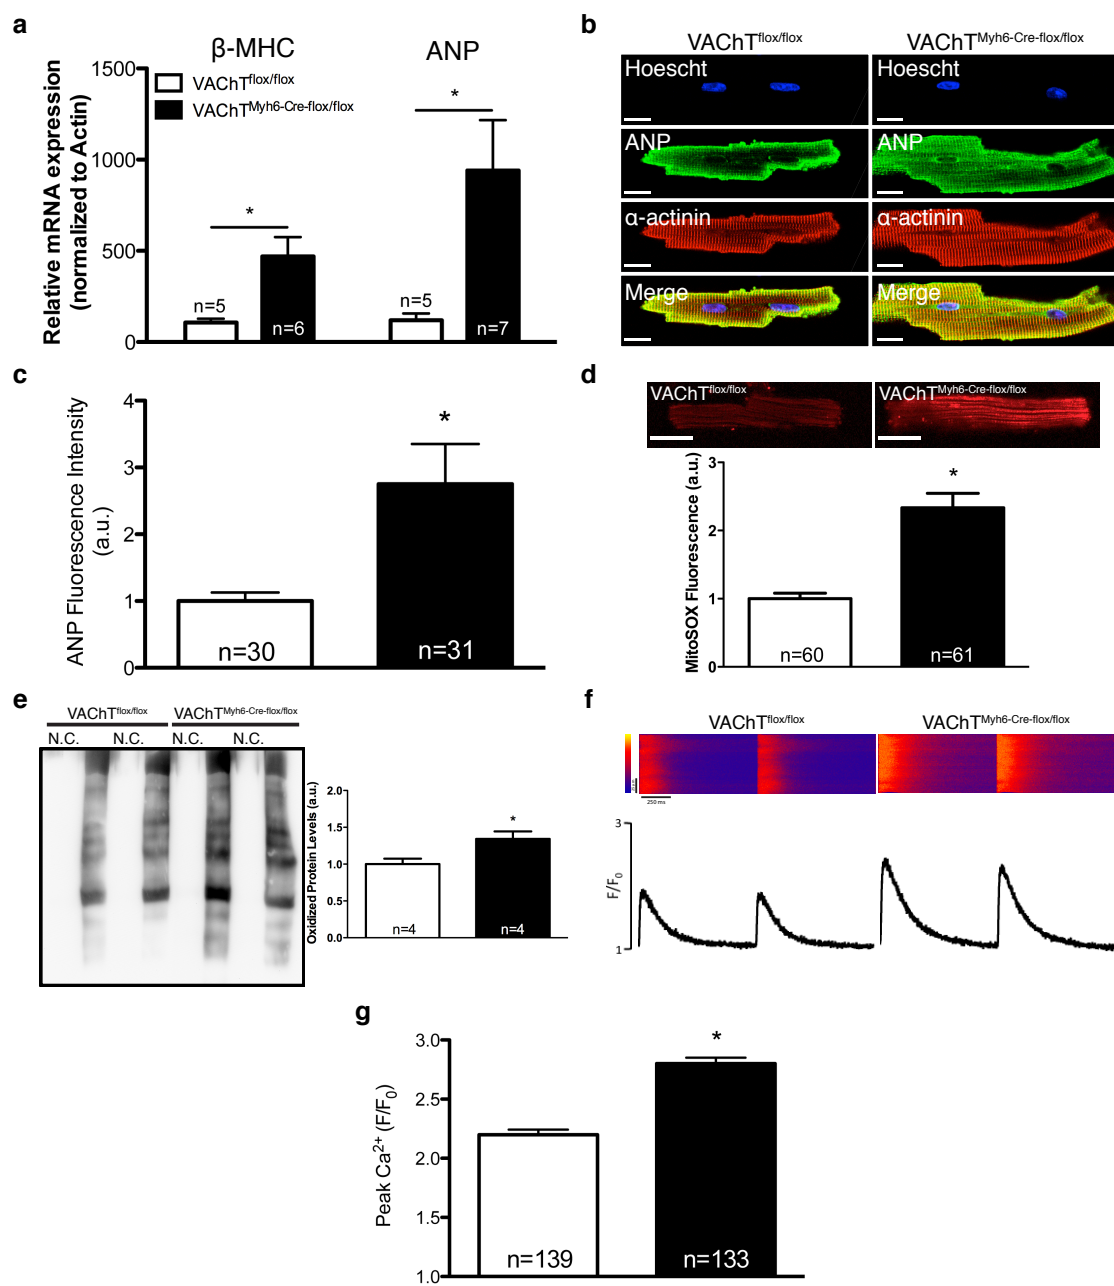 a
β-MHC
ANP
VAChTflox/flox
VAChTMyh6-Cre-flox/flox
Relative mRNA expression
(normalized to Actin)
1500
1000
500
0
*
*
n=5
n=6
n=5
n=7
b
VAChTflox/flox
VAChTMyh6-Cre-flox/flox
Hoescht
Hoescht
ANP
ANP
α-actinin
α-actinin
Merge
Merge
c
ANP Fluorescence Intensity
(a.u.)
4
3
2
1
0
*
n=30
n=31
d
VAChTflox/flox
VAChTMyh6-Cre-flox/flox
MitoSOX Fluorescence (a.u.)
3
2
1
0
*
n=60
n=61
e
VAChTflox/flox
VAChTMyh6-Cre-flox/flox
N.C.
N.C.
N.C.
N.C.
Oxidized Protein Levels (a.u.)
2.0
1.5
1.0
0.5
0.0
*
n=4
n=4
f
VAChTflox/flox
VAChTMyh6-Cre-flox/flox
250 ms
F/F0
3
1
g
Peak Ca2+ (F/F0)
3.0
2.5
2.0
1.5
1.0
*
n=139
n=133